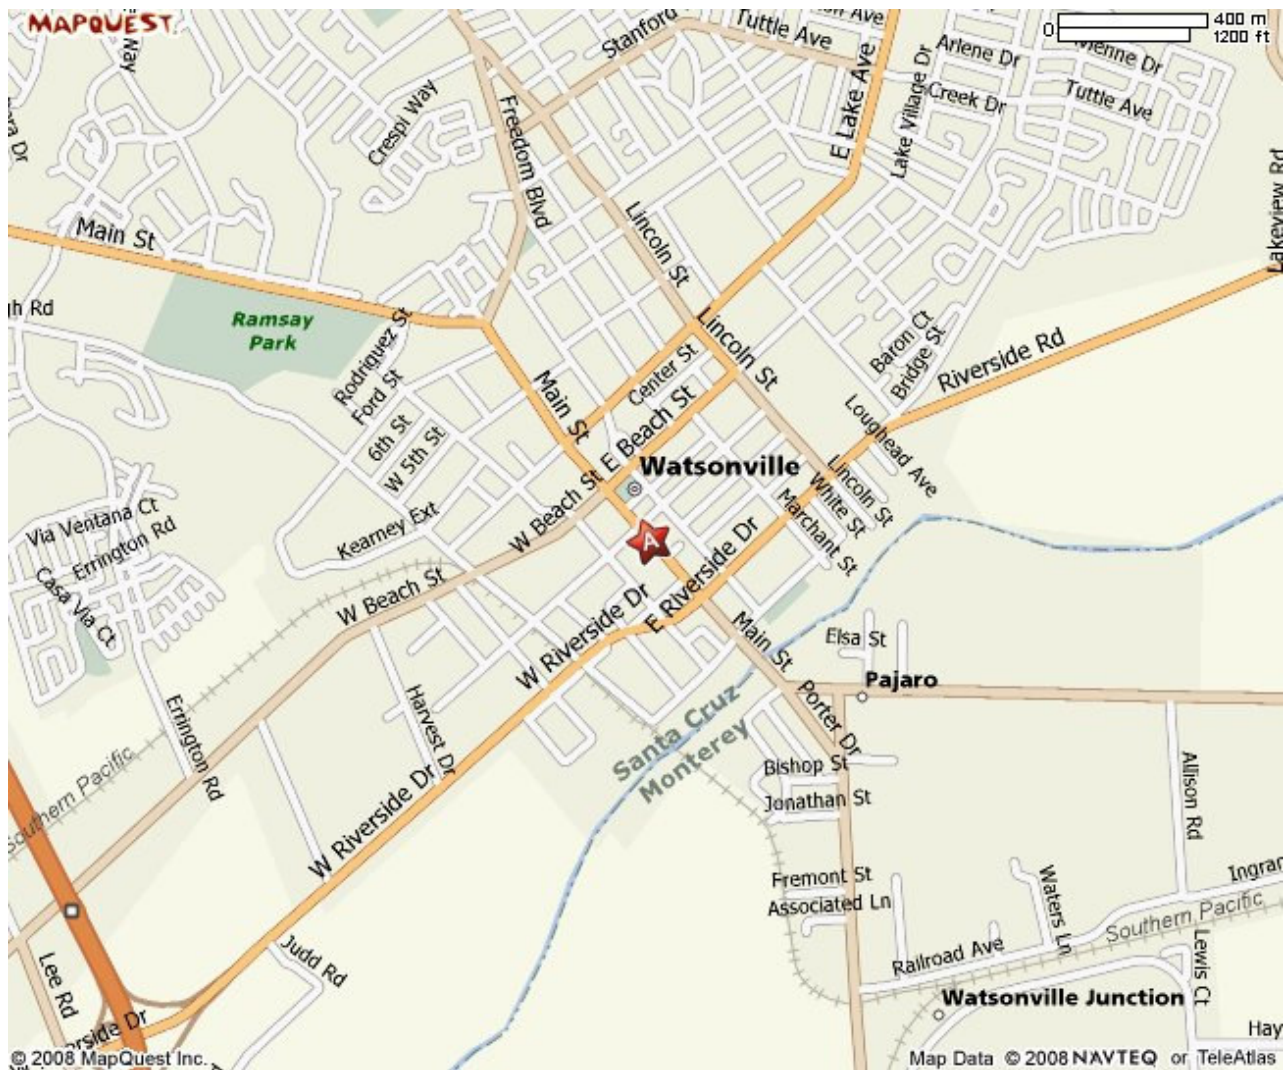 MAPQUEST.
0
400 m
1200 ft
Way
Stanford
Tuttle Ave
Ave
E Lake Ave
Lake Village Dr
Arlene Dr
Vienne Dr
Creek Dr
Tuttle Ave
Crespi Way
Freedom Blvd
Lincoln St
Lakeview Rd
Main St
Ramsay
Park
Rodriquez St
Ford St
6th St
W 5th St
Main St
Center St
Lincoln St
E Beach St
Baron Ct
Bridge St
Riverside Rd
Loughead Ave
Watsonville
Lincoln St
White St
Marchant St
Via Ventana Ct
Errington Rd
Casa Via Ct
Kearney Ext
W Beach St
A
W Beach St
W Riverside Dr
E Riverside Dr
Main St
Elsa St
Pajaro
Porter Dr
Santa Cruz
Monterey
Harvest Dr
Errington Rd
Southern Pacific
Bishop St
Jonathan St
Allison Rd
W Riverside Dr
Fremont St
Associated Ln
Waters Ln
Southern Pacific
Railroad Ave
Lewis Ct
Judd Rd
Lee Rd
Watsonville Junction
© 2008 MapQuest Inc.
Map Data © 2008 NAVTEQ or TeleAtlas